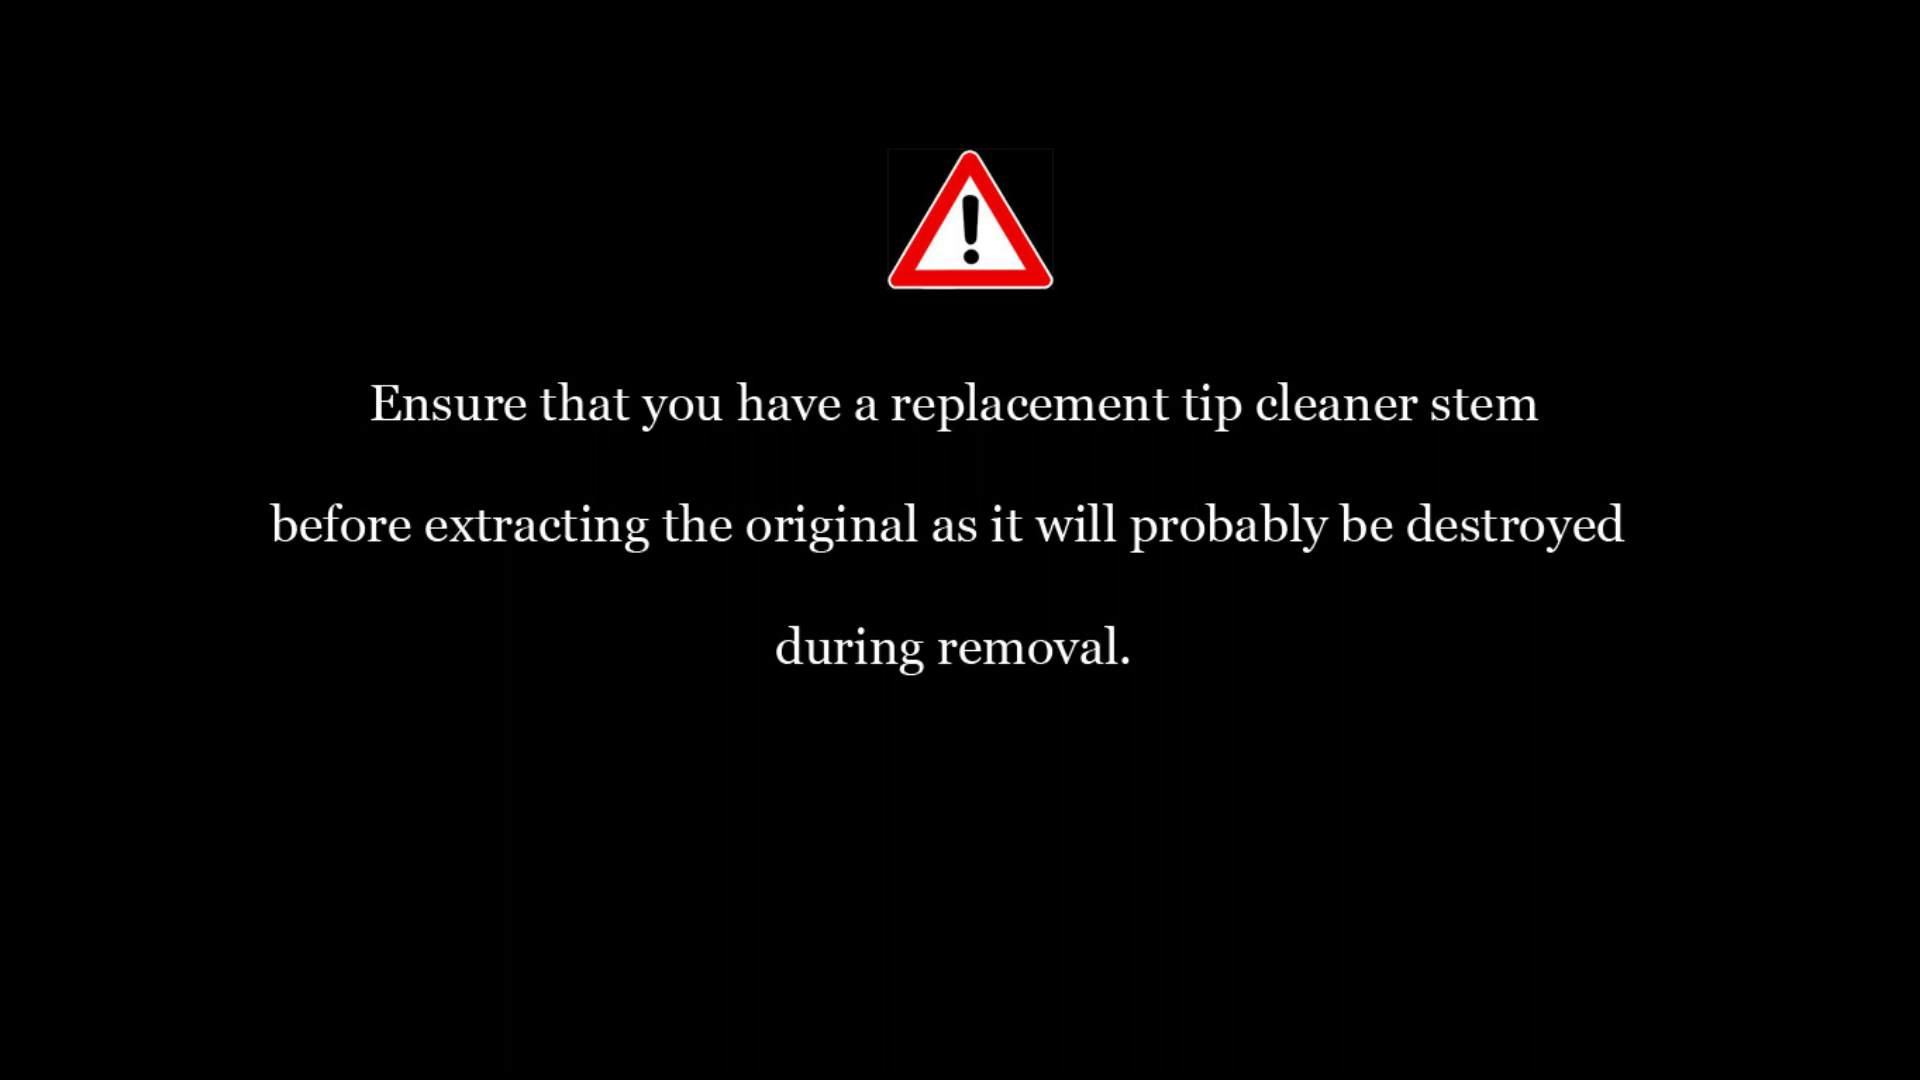 Ensure that you have a replacement tip cleaner stem
before extracting the original as it will probably be destroyed
during removal.